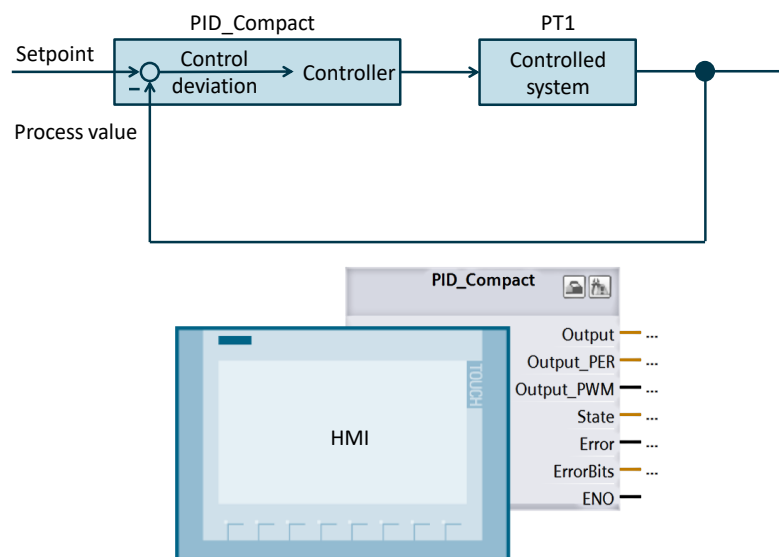 PID_Compact
PT1
Setpoint
Control
deviation
Controller
Controlled
system
Process value
PID_Compact
Output
...
Output_PER
...
Output_PWM
...
State
...
Error
...
ErrorBits
...
ENO
TOUCH
HMI